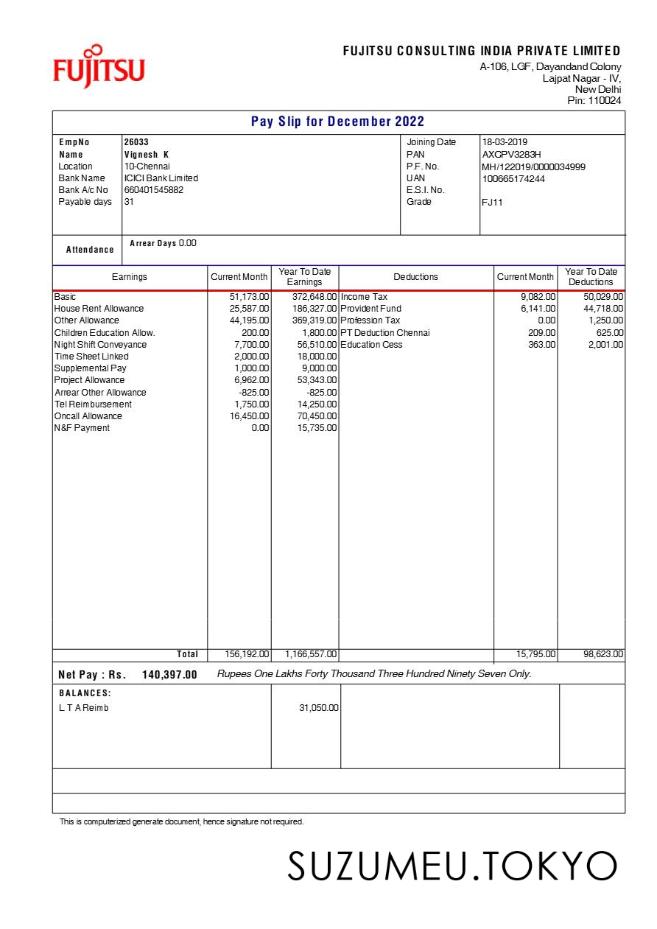 FUJITSU
FUJITSU CONSULTING INDIA PRIVATE LIMITED
A-106, LGF, Dayandand Colony
Lajpat Nagar - IV,
New Delhi
Pin: 110024
Pay Slip for December 2022
EmpNo 26033 Joining Date 18-03-2019
Name Vignesh K PAN AXGPV3283H
Location 10-Chennai P.F. No. MH/122019/0000034999
Bank Name ICICI Bank Limited UAN 100665174244
Bank A/c No 660401545882 E.S.I. No.
Payable days 31 Grade FJ11
Attendance Arrear Days 0.00
Earnings Current Month Year To Date Earnings Deductions Current Month Year To Date Deductions
Basic 51,173.00 372,648.00 Income Tax 9,082.00 50,029.00
House Rent Allowance 25,587.00 186,327.00 Provident Fund 6,141.00 44,718.00
Other Allowance 44,195.00 369,319.00 Profession Tax 0.00 1,250.00
Children Education Allow. 200.00 1,800.00 PT Deduction Chennai 209.00 625.00
Night Shift Conveyance 7,700.00 56,510.00 Education Cess 363.00 2,001.00
Time Sheet Linked 2,000.00 18,000.00
Supplemental Pay 1,000.00 9,000.00
Project Allowance 6,962.00 53,343.00
Arrear Other Allowance -825.00 -825.00
Tel Reimbursement 1,750.00 14,250.00
Oncall Allowance 16,450.00 70,450.00
N&F Payment 0.00 15,735.00
Total 156,192.00 1,166,557.00 15,795.00 98,623.00
Net Pay : Rs. 140,397.00 Rupees One Lakhs Forty Thousand Three Hundred Ninety Seven Only.
BALANCES:
L T A Reimb 31,050.00
This is computerized generate document, hence signature not required.
SUZUMEU.TOKYO